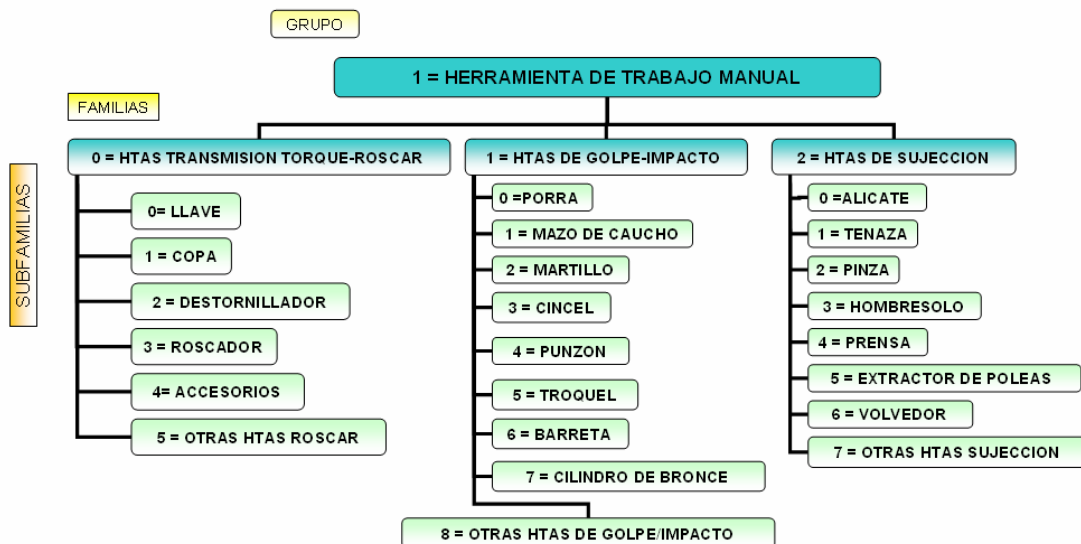 GRUPO
1 = HERRAMIENTA DE TRABAJO MANUAL
FAMILIAS
0 = HTAS TRANSMISION TORQUE-ROSCAR
1 = HTAS DE GOLPE-IMPACTO
2 = HTAS DE SUJECCION
SUBFAMILIAS
0= LLAVE
1 = COPA
2 = DESTORNILLADOR
3 = ROSCADOR
4= ACCESORIOS
5 = OTRAS HTAS ROSCAR
0 =PORRA
1 = MAZO DE CAUCHO
2 = MARTILLO
3 = CINCEL
4 = PUNZON
5 = TROQUEL
6 = BARRETA
7 = CILINDRO DE BRONCE
8 = OTRAS HTAS DE GOLPE/IMPACTO
0 =ALICATE
1 = TENAZA
2 = PINZA
3 = HOMBRESOLO
4 = PRENSA
5 = EXTRACTOR DE POLEAS
6 = VOLVEDOR
7 = OTRAS HTAS SUJECCION